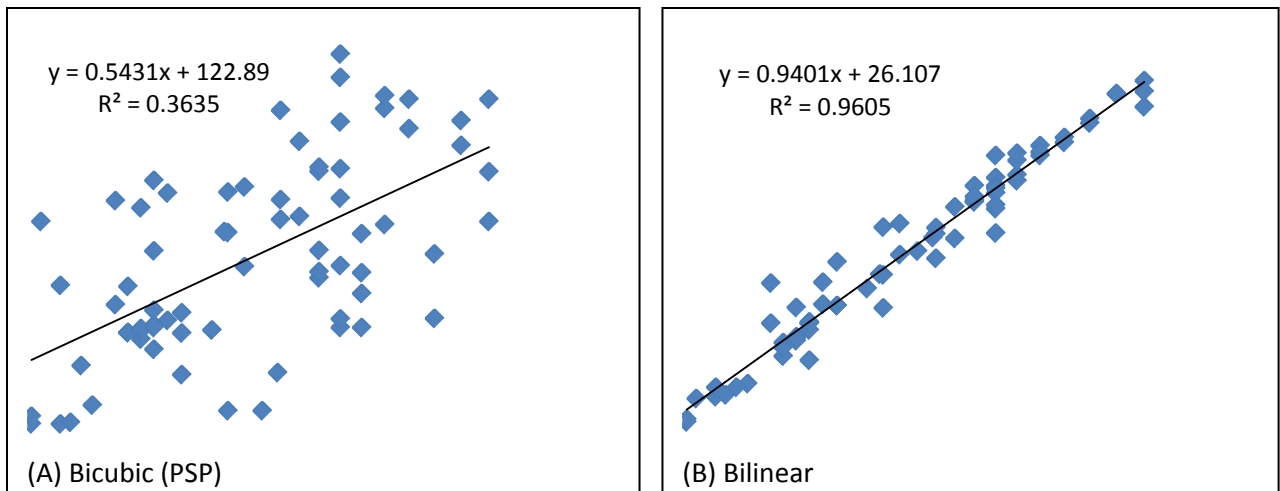 y = 0.5431x + 122.89
R² = 0.3635
(A) Bicubic (PSP)
y = 0.9401x + 26.107
R² = 0.9605
(B) Bilinear